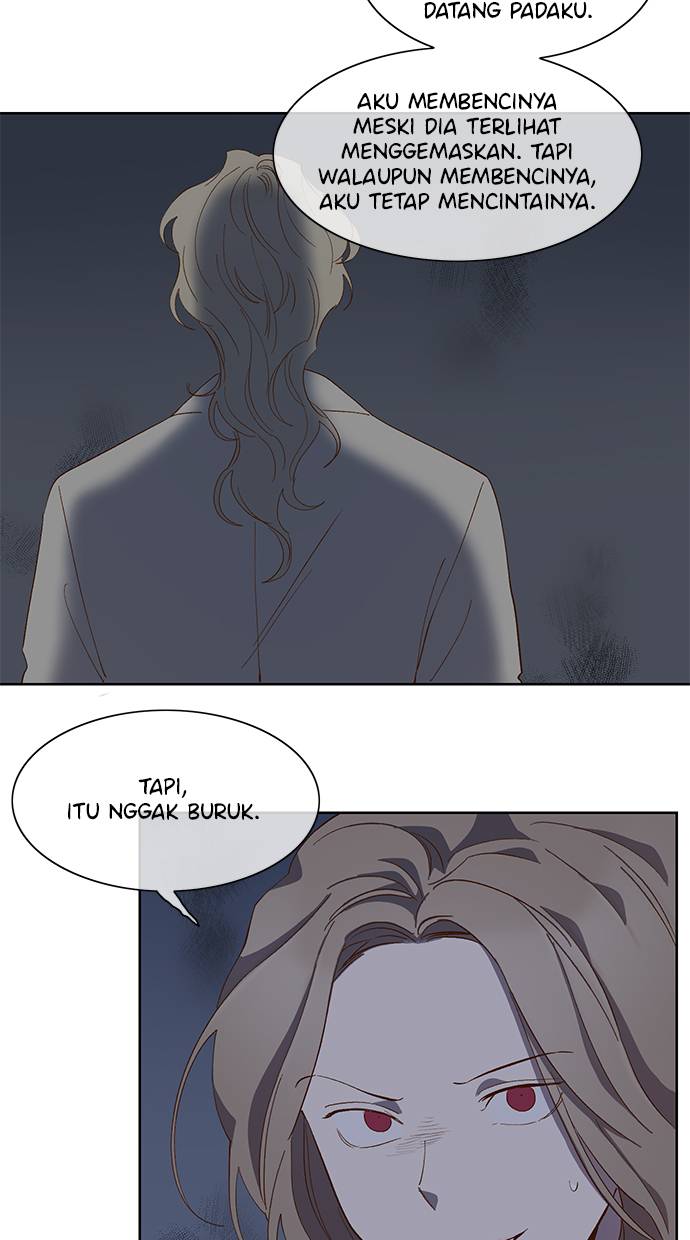 DATANG PADAKU.
AKU MEMBENCINYA
MESKI DIA TERLIHAT
MENGGEMASKAN. TAPI
WALAUPUN MEMBENCINYA,
AKU TETAP MENCINTAINYA.
TAPI,
ITU NGGAK BURUK.